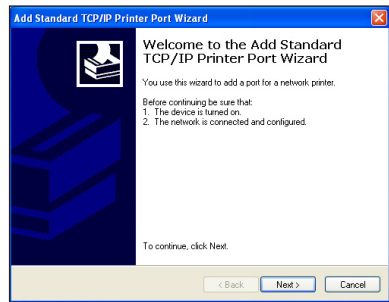 Add Standard TCP/IP Printer Port Wizard
Welcome to the Add Standard
TCP/IP Printer Port Wizard
You use this wizard to add a port for a network printer.
Before continuing be sure that:
1. The device is turned on.
2. The network is connected and configured.
To continue, click Next.
< Back Next > Cancel